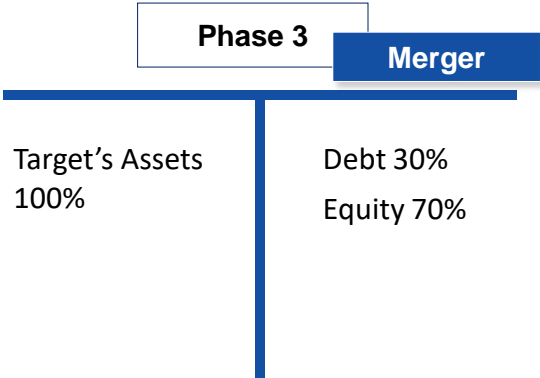 Phase 3
Merger
Target’s Assets
100%
Debt 30%
Equity 70%